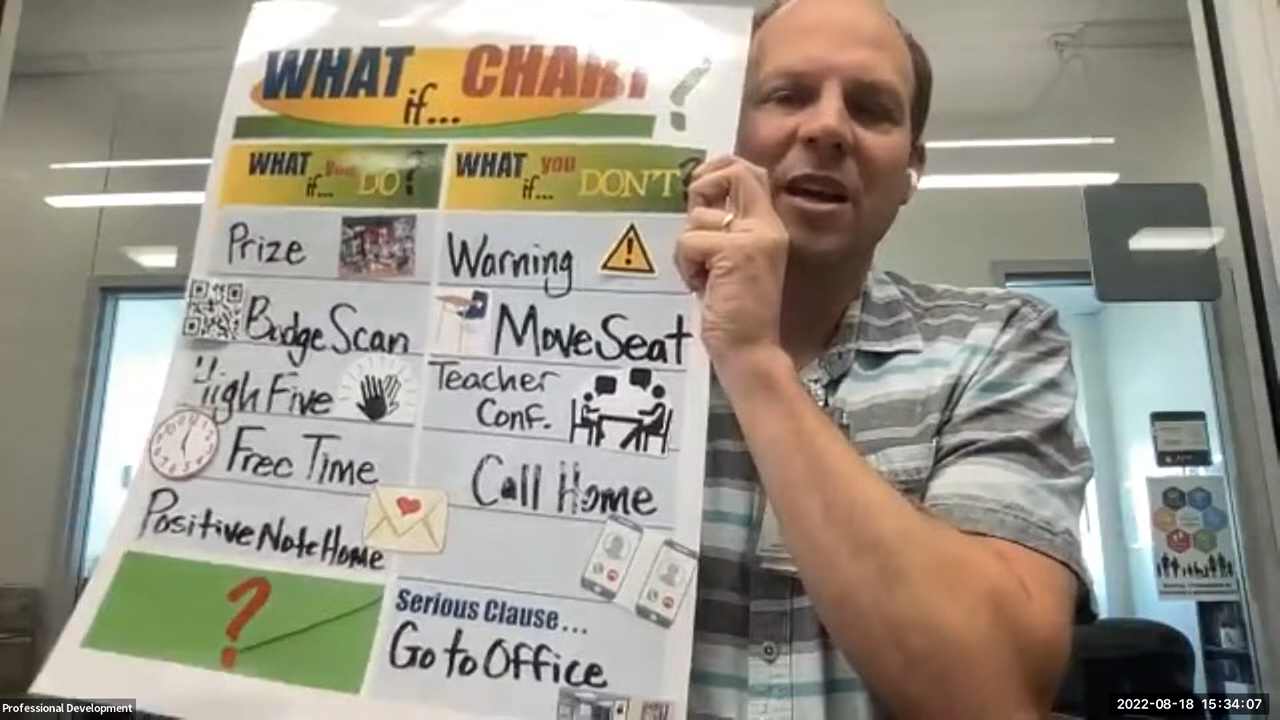 WHAT if... CHART ?
WHAT if... you DO?
WHAT if... you DON'T?
Prize
Warning
Badge Scan
Move Seat
High Five
Teacher
Conf.
Free Time
Call Home
Positive Note Home
?
Serious Clause...
Go to Office
Professional Development
2022-08-18 15:34:07